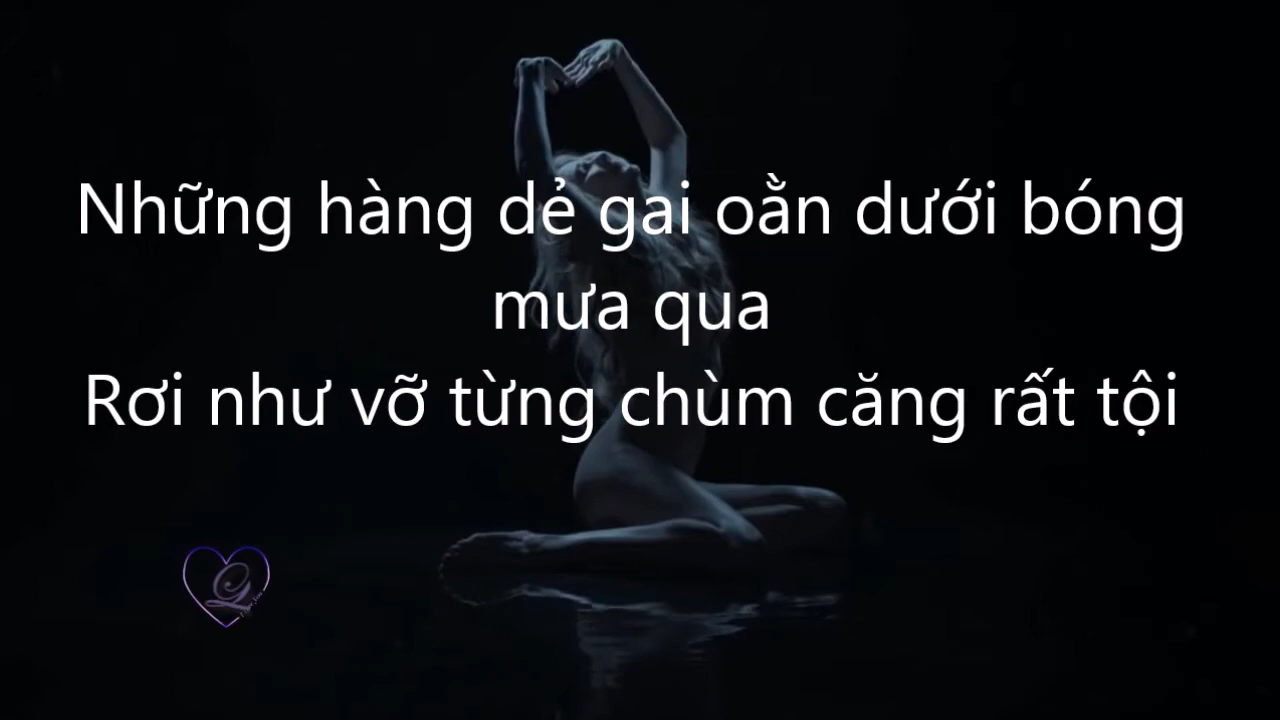 Những hàng dẻ gai oằn dưới bóng
mưa qua
Rơi như vỡ từng chùm căng rất tội